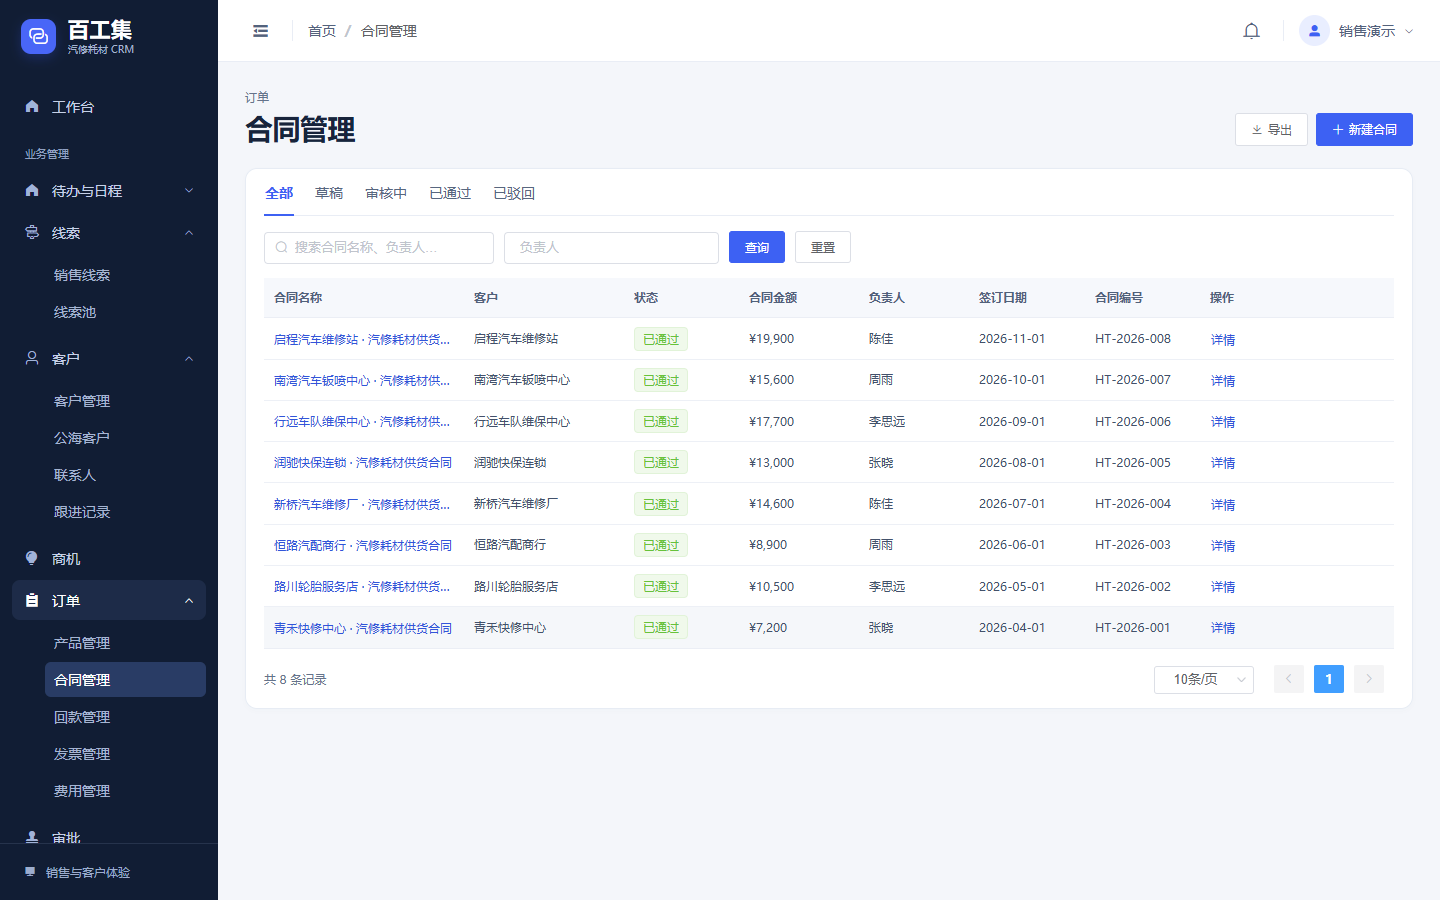 百工集
汽修耗材 CRM
工作台
业务管理
待办与日程
线索
销售线索
线索池
客户
客户管理
公海客户
联系人
跟进记录
商机
订单
产品管理
合同管理
回款管理
发票管理
费用管理
审批
销售与客户体验
首页 / 合同管理
销售演示
订单
合同管理
导出
新建合同
全部 草稿 审核中 已通过 已驳回
搜索合同名称、负责人... 负责人 查询 重置
合同名称 客户 状态 合同金额 负责人 签订日期 合同编号 操作
启程汽车维修站 · 汽修耗材供货... 启程汽车维修站 已通过 ¥19,900 陈佳 2026-11-01 HT-2026-008 详情
南湾汽车钣喷中心 · 汽修耗材供... 南湾汽车钣喷中心 已通过 ¥15,600 周雨 2026-10-01 HT-2026-007 详情
行远车队维保中心 · 汽修耗材供... 行远车队维保中心 已通过 ¥17,700 李思远 2026-09-01 HT-2026-006 详情
润驰快保连锁 · 汽修耗材供货合同 润驰快保连锁 已通过 ¥13,000 张晓 2026-08-01 HT-2026-005 详情
新桥汽车维修厂 · 汽修耗材供货... 新桥汽车维修厂 已通过 ¥14,600 陈佳 2026-07-01 HT-2026-004 详情
恒路汽配商行 · 汽修耗材供货合同 恒路汽配商行 已通过 ¥8,900 周雨 2026-06-01 HT-2026-003 详情
路川轮胎服务店 · 汽修耗材供货... 路川轮胎服务店 已通过 ¥10,500 李思远 2026-05-01 HT-2026-002 详情
青禾快修中心 · 汽修耗材供货合同 青禾快修中心 已通过 ¥7,200 张晓 2026-04-01 HT-2026-001 详情
共 8 条记录
10条/页
1